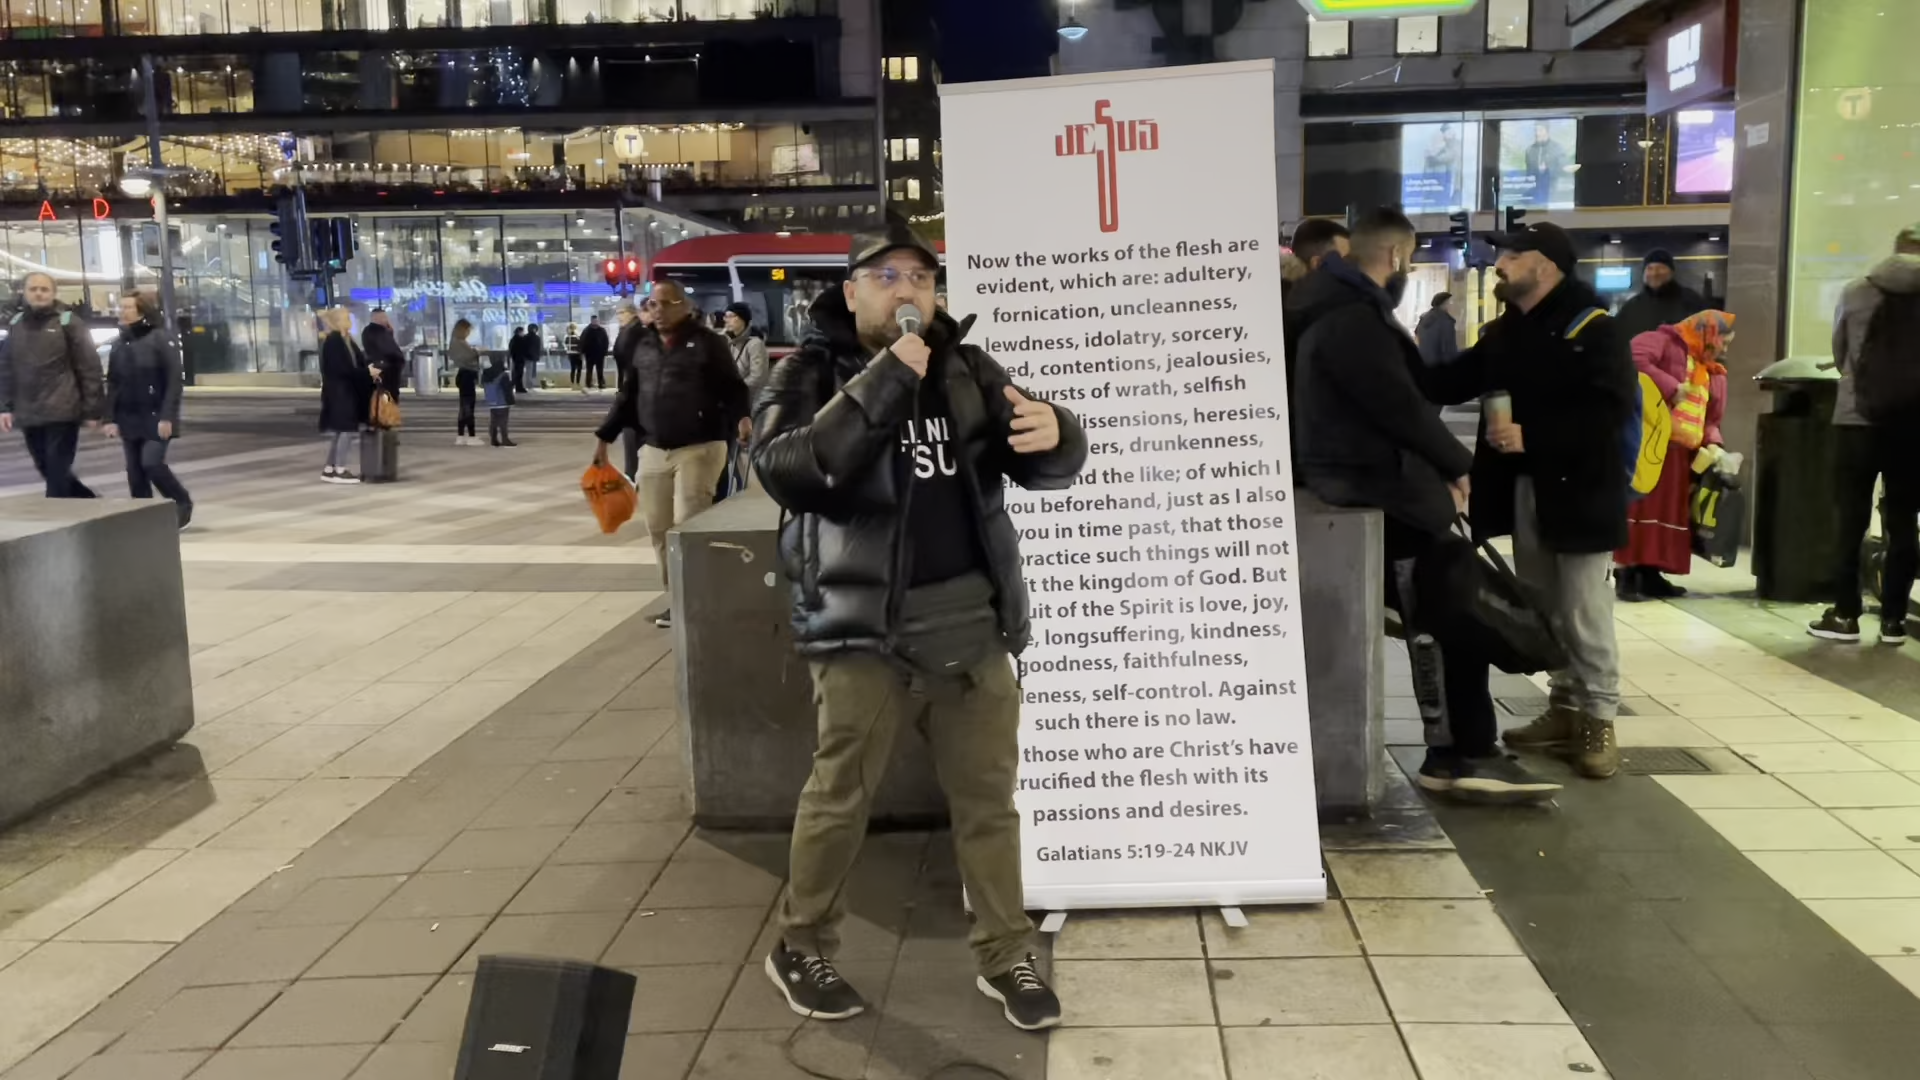 JESUS
Now the works of the flesh are
evident, which are: adultery,
fornication, uncleanness,
lewdness, idolatry, sorcery,
contentions, jealousies,
of wrath, selfish
dissensions, heresies,
drunkenness,
and the like; of which I
you beforehand, just as I also
you in time past, that those
practice such things will not
the kingdom of God. But
of the Spirit is love, joy,
longsuffering, kindness,
goodness, faithfulness,
self-control. Against
such there is no law.
those who are Christ's have
crucified the flesh with its
passions and desires.
Galatians 5:19-24 NKJV
T
T
A D
BOSE